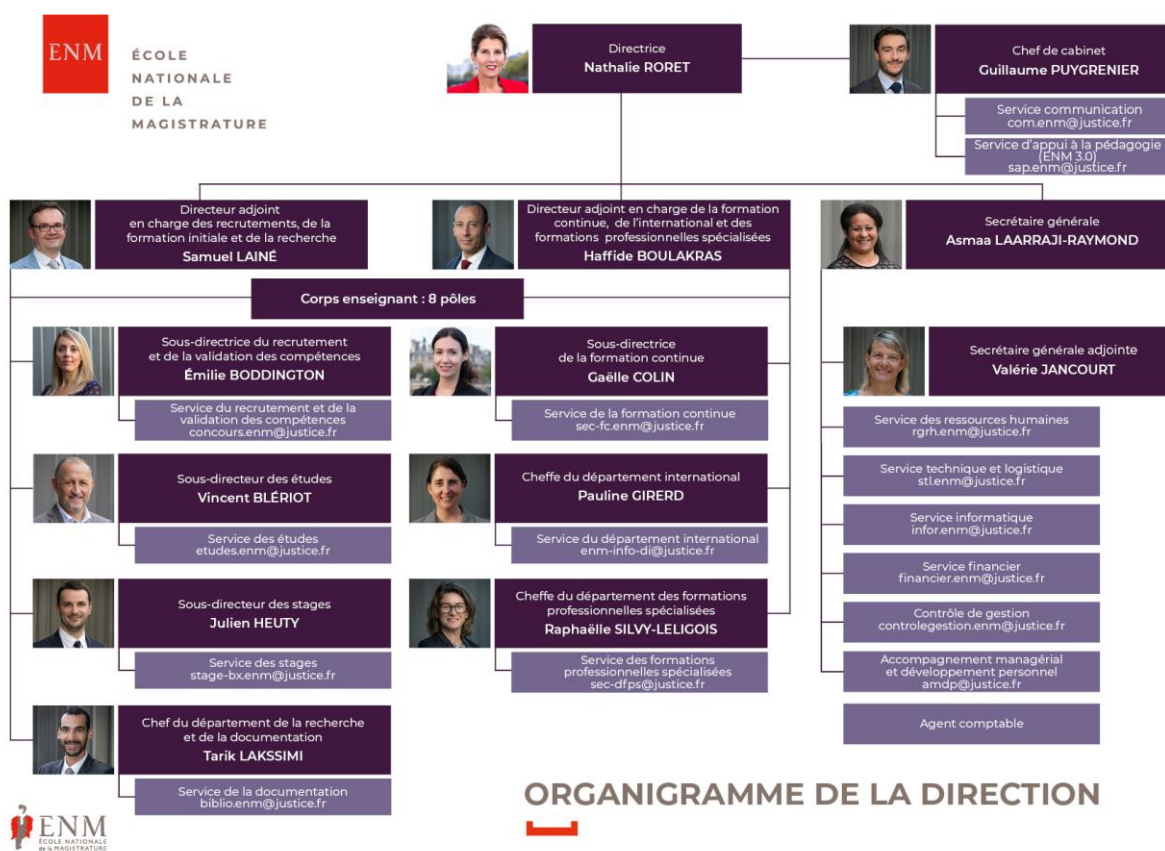 ENM
ÉCOLE
NATIONALE
DE LA
MAGISTRATURE
Directrice
Nathalie RORET
Chef de cabinet
Guillaume PUYGRENIER
Service communication
com.enm@justice.fr
Service d'appui à la pédagogie
(ENM 3.0)
sap.enm@justice.fr
Directeur adjoint
en charge des recrutements, de la
formation initiale et de la recherche
Samuel LAINÉ
Directeur adjoint en charge de la formation
continue, de l'international et des
formations professionnelles spécialisées
Haffide BOULAKRAS
Secrétaire générale
Asmaa LAARRAJI-RAYMOND
Corps enseignant : 8 pôles
Sous-directrice du recrutement
et de la validation des compétences
Émilie BODDINGTON
Service du recrutement et de la
validation des compétences
concours.enm@justice.fr
Sous-directeur des études
Vincent BLÉRIOT
Service des études
etudes.enm@justice.fr
Sous-directeur des stages
Julien HEUTY
Service des stages
stage-bx.enm@justice.fr
Chef du département de la recherche
et de la documentation
Tarik LAKSSIMI
Service de la documentation
biblio.enm@justice.fr
Sous-directrice
de la formation continue
Gaëlle COLIN
Service de la formation continue
sec-fc.enm@justice.fr
Cheffe du département international
Pauline GIRERD
Service du département international
enm-info-di@justice.fr
Cheffe du département des formations
professionnelles spécialisées
Raphaëlle SILVY-LELIGOIS
Service des formations
professionnelles spécialisées
sec-dfps@justice.fr
Secrétaire générale adjointe
Valérie JANCOURT
Service des ressources humaines
rgrh.enm@justice.fr
Service technique et logistique
stl.enm@justice.fr
Service informatique
infor.enm@justice.fr
Service financier
financier.enm@justice.fr
Contrôle de gestion
controlegestion.enm@justice.fr
Accompagnement managérial
et développement personnel
amdp@justice.fr
Agent comptable
ORGANIGRAMME DE LA DIRECTION
ENM
ÉCOLE NATIONALE
de la MAGISTRATURE